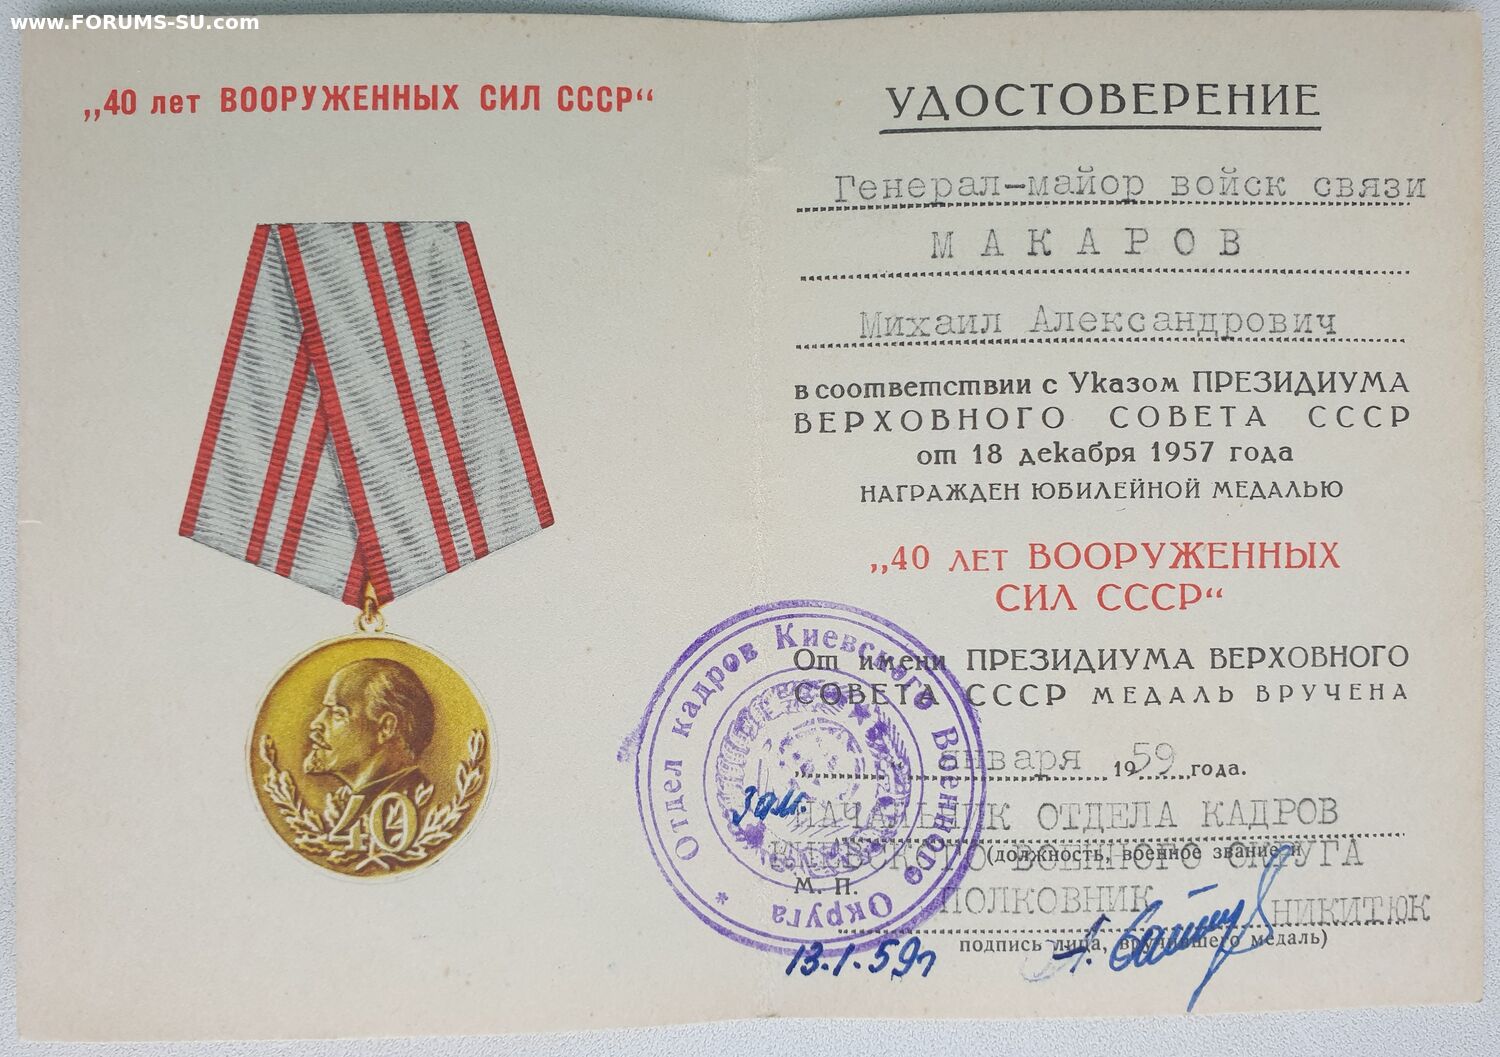 www.FORUMS-SU.com
„40 лет ВООРУЖЕННЫХ СИЛ СССР“
40
УДОСТОВЕРЕНИЕ
Генерал-майор войск связи
МАКАРОВ
Михаил Александрович
в соответствии с Указом ПРЕЗИДИУМА
ВЕРХОВНОГО СОВЕТА СССР
от 18 декабря 1957 года
НАГРАЖДЕН ЮБИЛЕЙНОЙ МЕДАЛЬЮ
„40 ЛЕТ ВООРУЖЕННЫХ
СИЛ СССР“
От имени ПРЕЗИДИУМА ВЕРХОВНОГО
СОВЕТА СССР МЕДАЛЬ ВРУЧЕНА
января 1959 года.
Зам. НАЧАЛЬНИК ОТДЕЛА КАДРОВ
(должность, военное звание и
КИЕВСКОГО ВОЕННОГО ОКРУГА
М. П.
ПОЛКОВНИК НИКИТЮК
подпись лица, вручившего медаль)
13.1.59г
Отдел кадров Киевского Военного Округа *